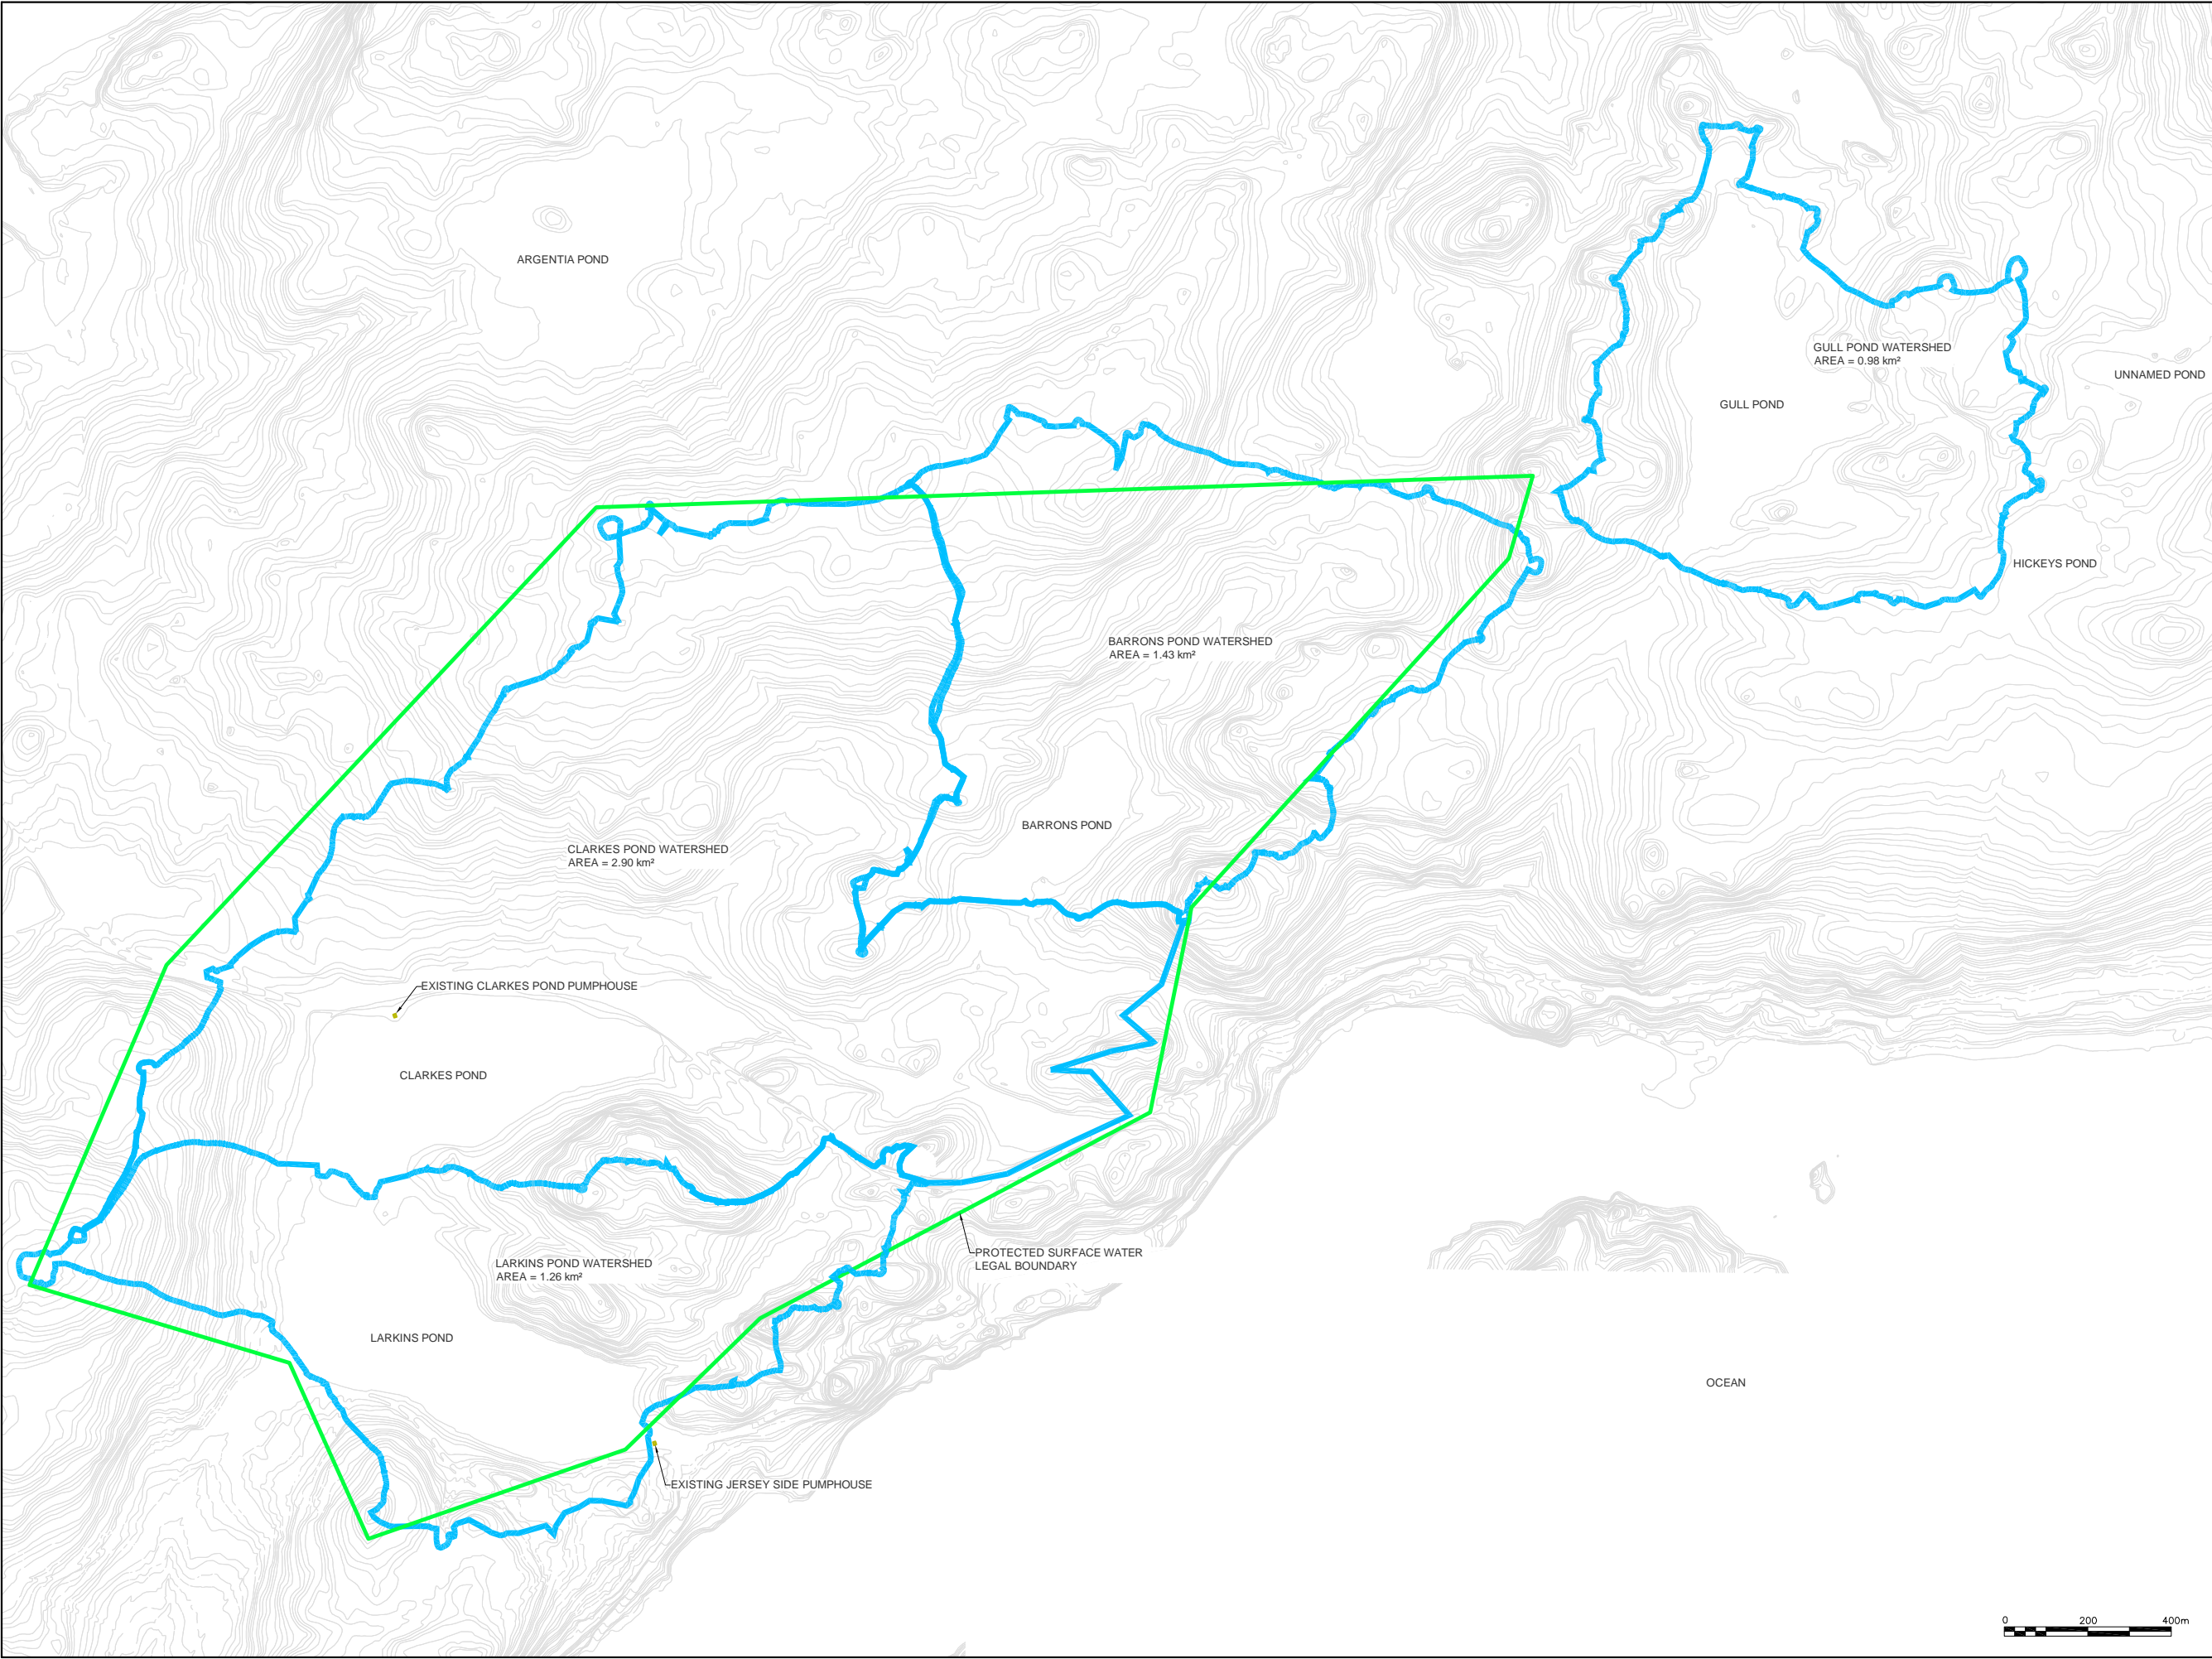 ARGENTIA POND
GULL POND WATERSHED
AREA = 0.98 km²
UNNAMED POND
GULL POND
HICKEYS POND
BARRONS POND WATERSHED
AREA = 1.43 km²
BARRONS POND
CLARKES POND WATERSHED
AREA = 2.90 km²
EXISTING CLARKES POND PUMPHOUSE
CLARKES POND
PROTECTED SURFACE WATER
LEGAL BOUNDARY
LARKINS POND WATERSHED
AREA = 1.26 km²
LARKINS POND
OCEAN
EXISTING JERSEY SIDE PUMPHOUSE
0 200 400m